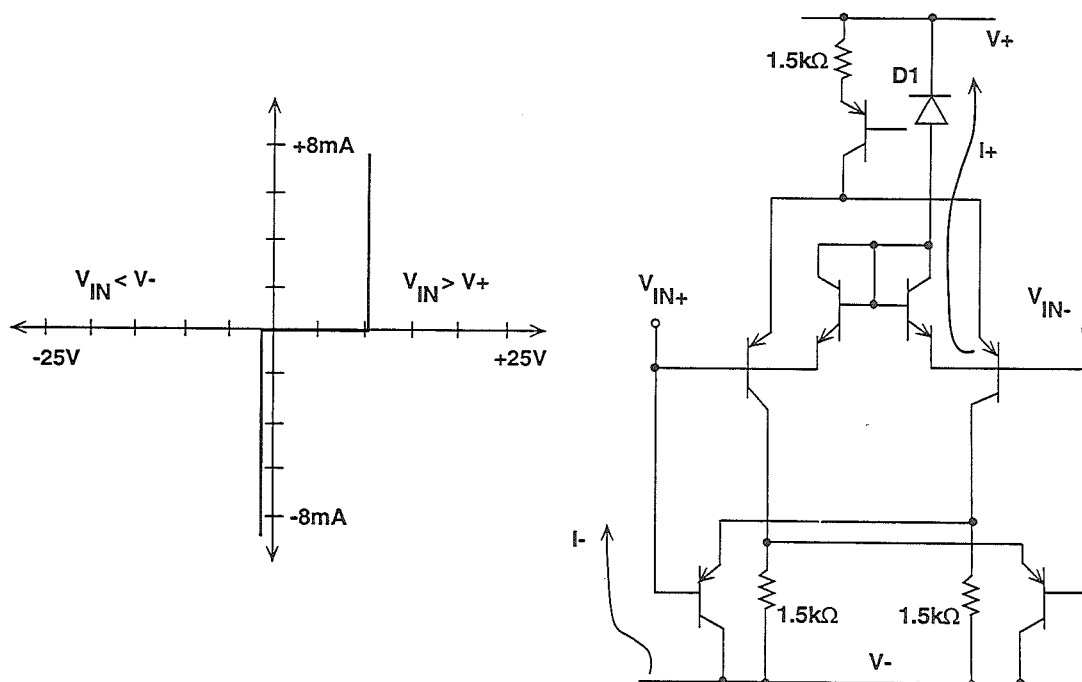 +8mA
V_IN < V-
V_IN > V+
-25V
+25V
-8mA
V+
1.5kΩ
D1
I+
V_IN+
V_IN-
I-
1.5kΩ
1.5kΩ
V-